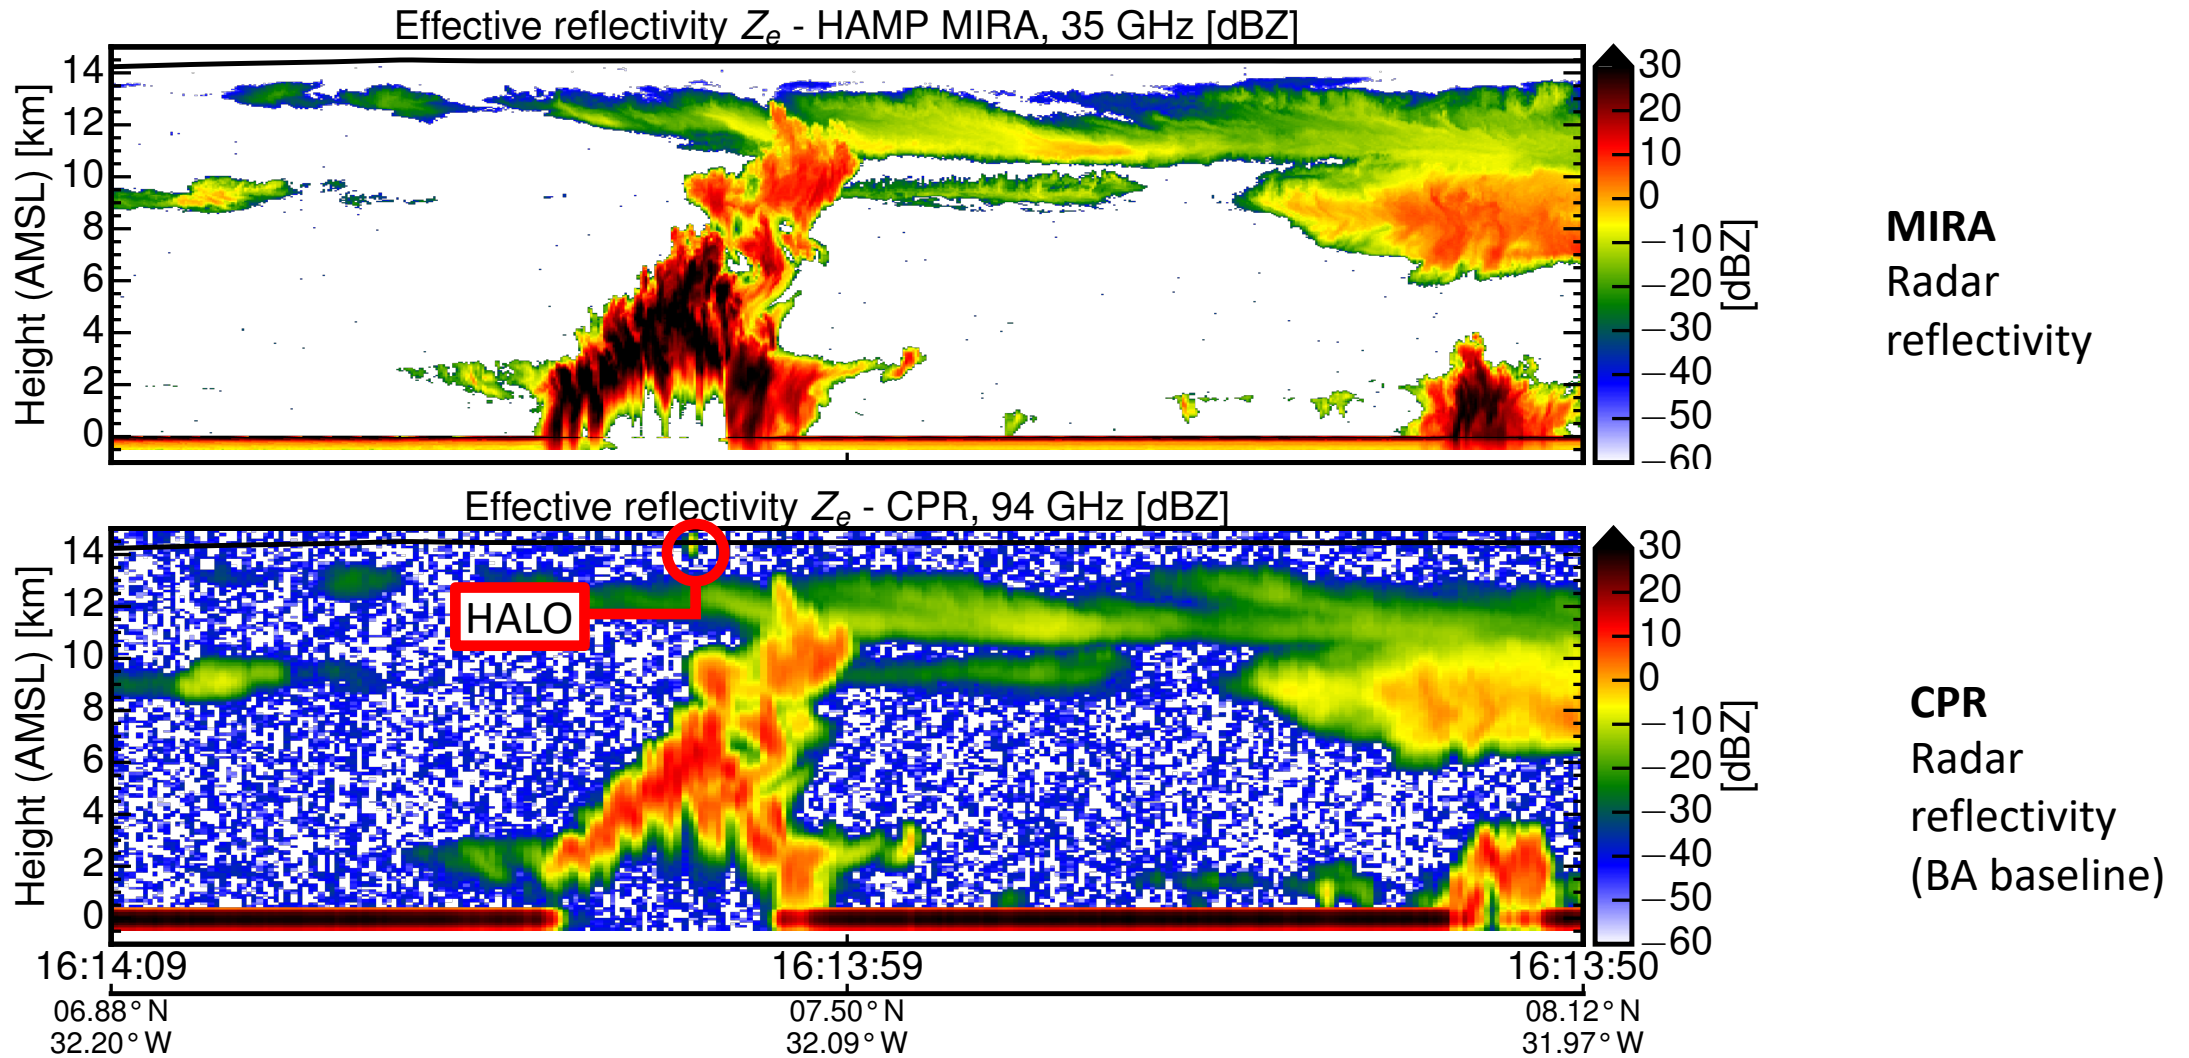 Effective reflectivity Ze - HAMP MIRA, 35 GHz [dBZ]
Height (AMSL) [km]
14
12
10
8
6
4
2
0
30
20
10
0
−10
−20
−30
−40
−50
−60
[dBZ]
MIRA
Radar
reflectivity
Effective reflectivity Ze - CPR, 94 GHz [dBZ]
Height (AMSL) [km]
14
12
10
8
6
4
2
0
HALO
30
20
10
0
−10
−20
−30
−40
−50
−60
[dBZ]
CPR
Radar
reflectivity
(BA baseline)
16:14:09 16:13:59 16:13:50
06.88°N 07.50°N 08.12°N
32.20°W 32.09°W 31.97°W